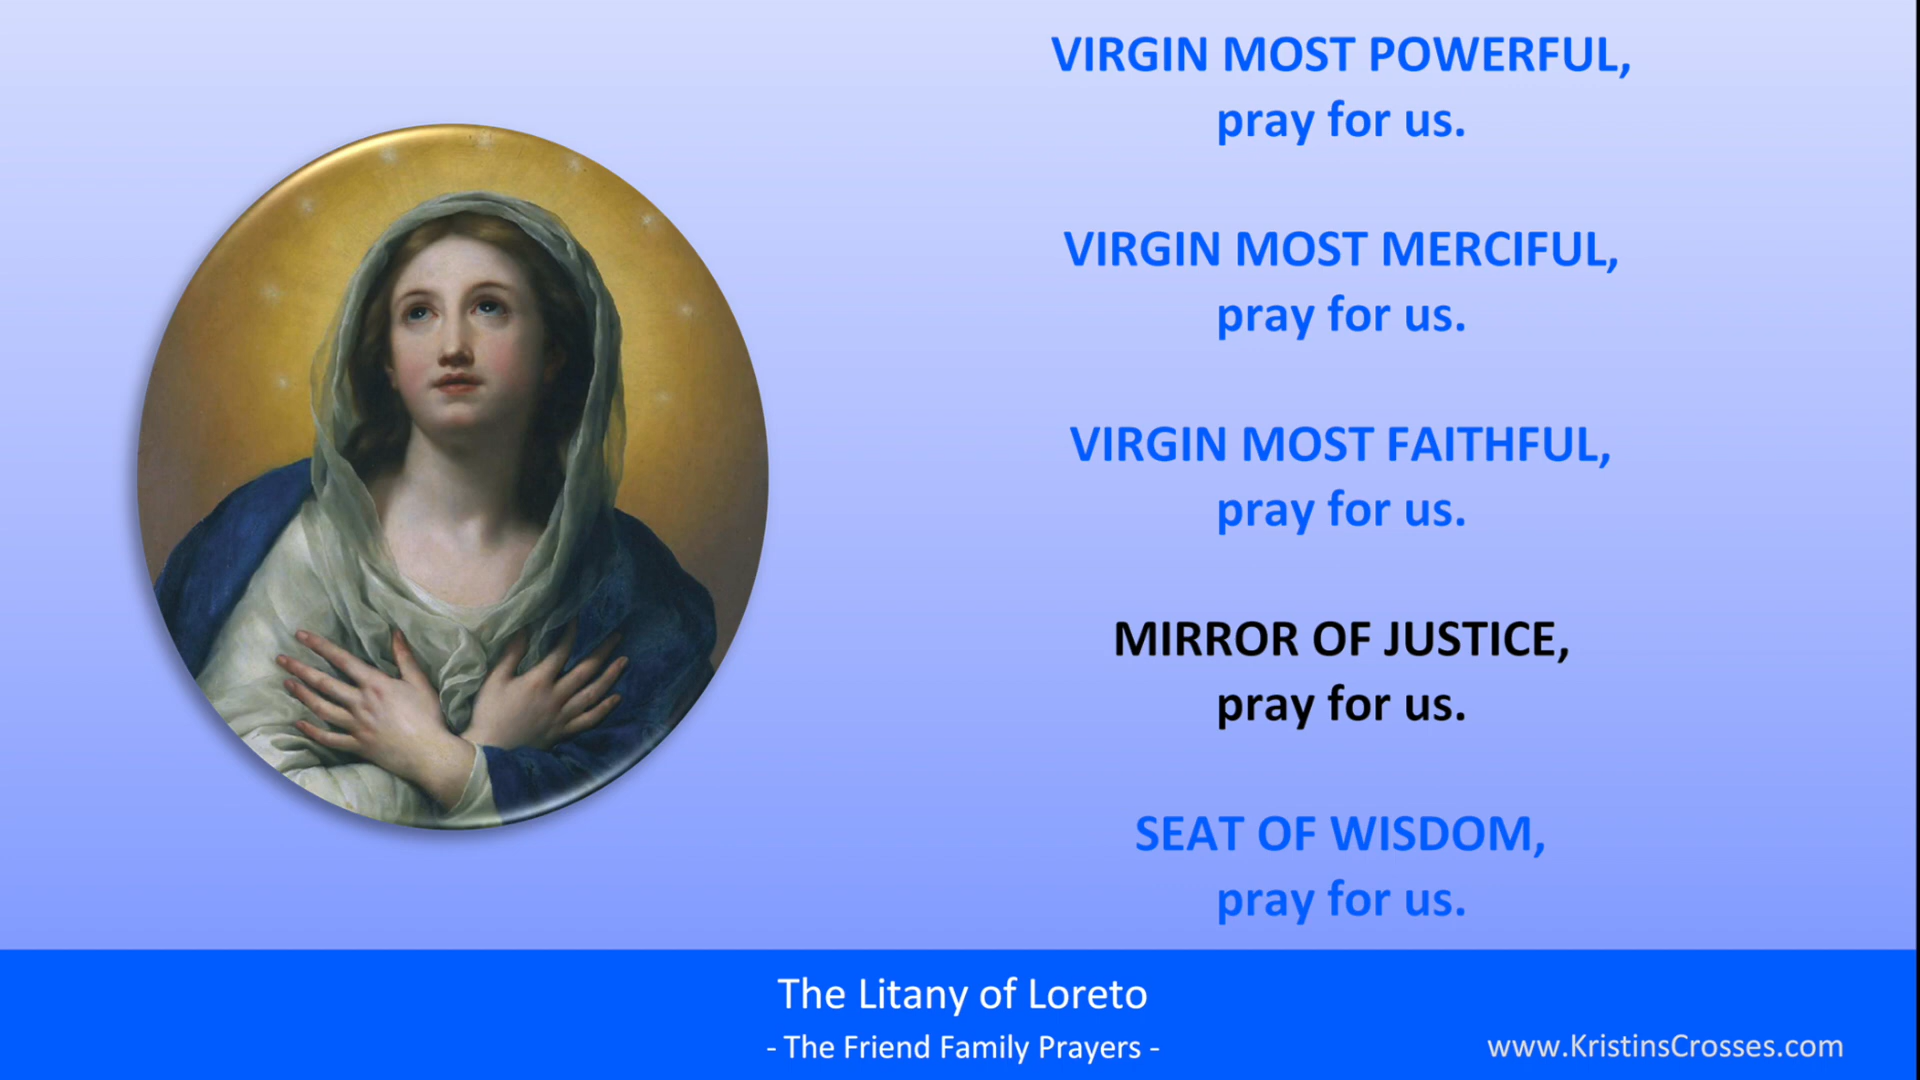 VIRGIN MOST POWERFUL,
pray for us.
VIRGIN MOST MERCIFUL,
pray for us.
VIRGIN MOST FAITHFUL,
pray for us.
MIRROR OF JUSTICE,
pray for us.
SEAT OF WISDOM,
pray for us.
The Litany of Loreto
- The Friend Family Prayers -
www.KristinsCrosses.com